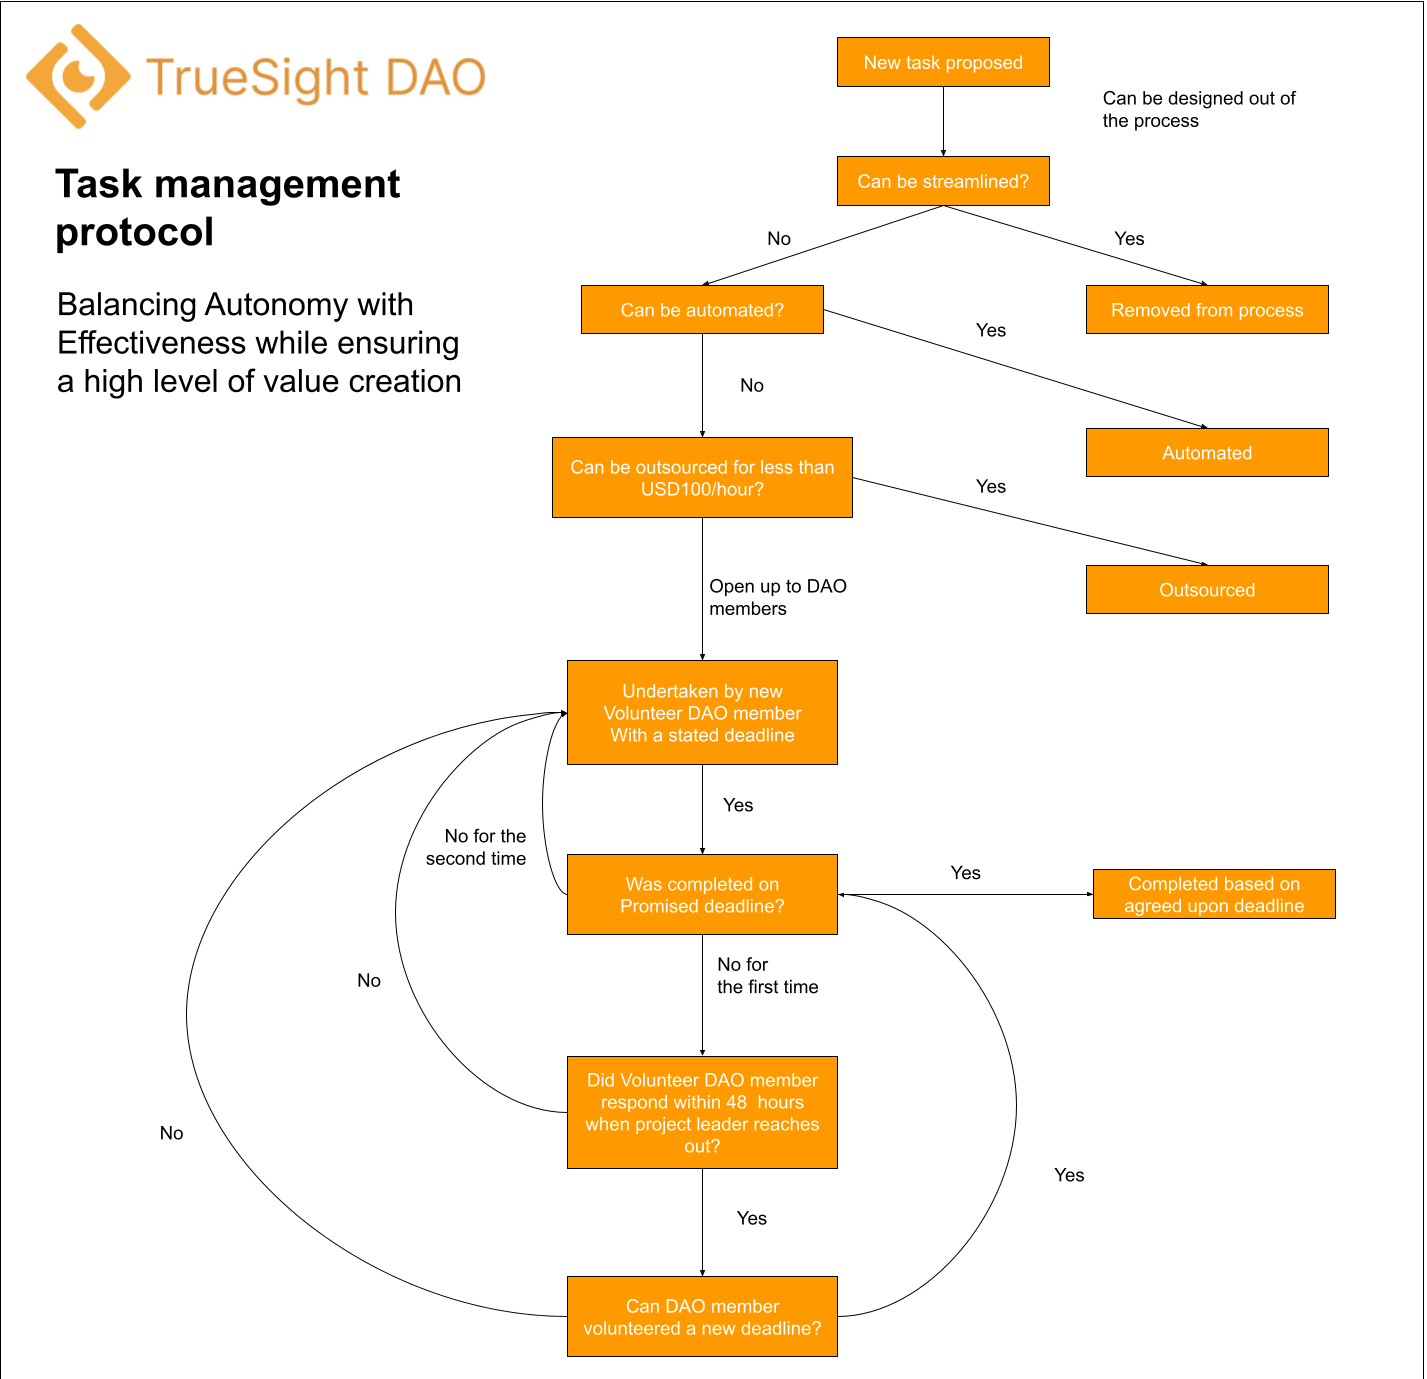 TrueSight DAO
Task management
protocol
Balancing Autonomy with
Effectiveness while ensuring
a high level of value creation
New task proposed
Can be designed out of
the process
Can be streamlined?
No
Yes
Can be automated?
Removed from process
Yes
No
Automated
Can be outsourced for less than
USD100/hour?
Yes
Outsourced
Open up to DAO
members
Undertaken by new
Volunteer DAO member
With a stated deadline
Yes
No for the
second time
Was completed on
Promised deadline?
Yes
Completed based on
agreed upon deadline
No for
the first time
No
Did Volunteer DAO member
respond within 48  hours
when project leader reaches
out?
No
Yes
Yes
Can DAO member
volunteered a new deadline?